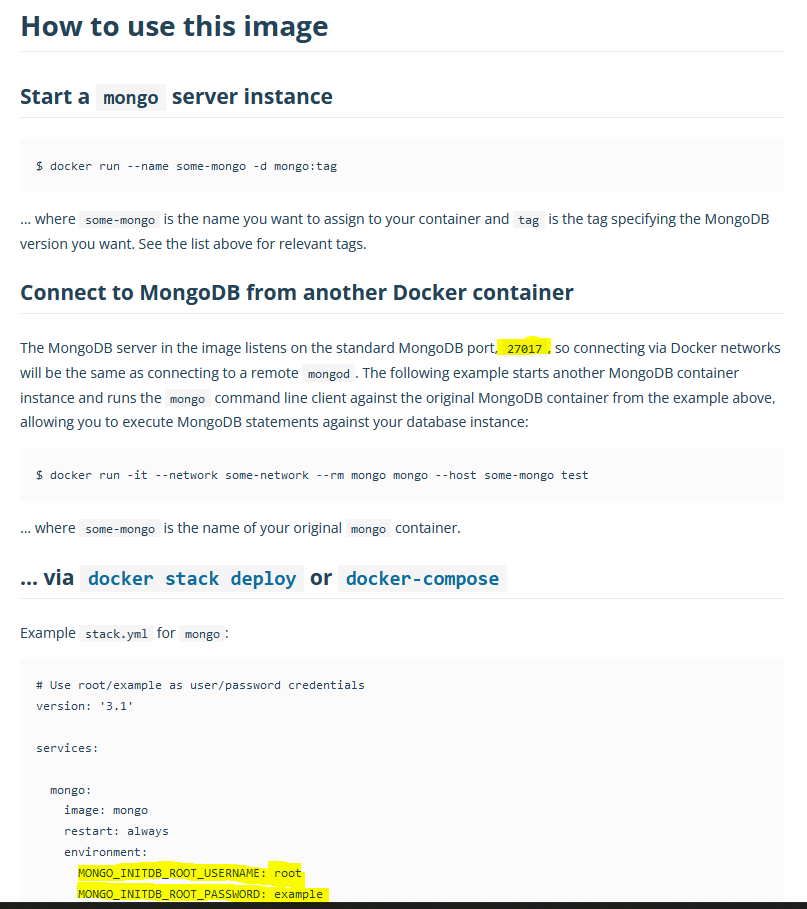 How to use this image
Start a mongo server instance
$ docker run --name some-mongo -d mongo:tag
... where some-mongo is the name you want to assign to your container and tag is the tag specifying the MongoDB
version you want. See the list above for relevant tags.
Connect to MongoDB from another Docker container
The MongoDB server in the image listens on the standard MongoDB port, 27017 , so connecting via Docker networks
will be the same as connecting to a remote mongod . The following example starts another MongoDB container
instance and runs the mongo command line client against the original MongoDB container from the example above,
allowing you to execute MongoDB statements against your database instance:
$ docker run -it --network some-network --rm mongo mongo --host some-mongo test
... where some-mongo is the name of your original mongo container.
... via docker stack deploy or docker-compose
Example stack.yml for mongo :
# Use root/example as user/password credentials
version: '3.1'
services:
mongo:
image: mongo
restart: always
environment:
MONGO_INITDB_ROOT_USERNAME: root
MONGO_INITDB_ROOT_PASSWORD: example